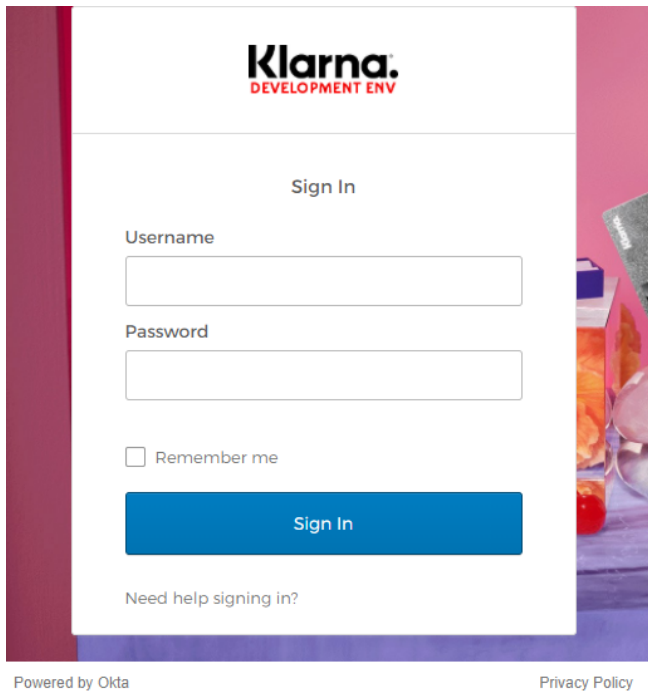 Klarna.
DEVELOPMENT ENV
Sign In
Username
Klarna.
Password
Remember me
Sign In
Need help signing in?
Powered by Okta
Privacy Policy